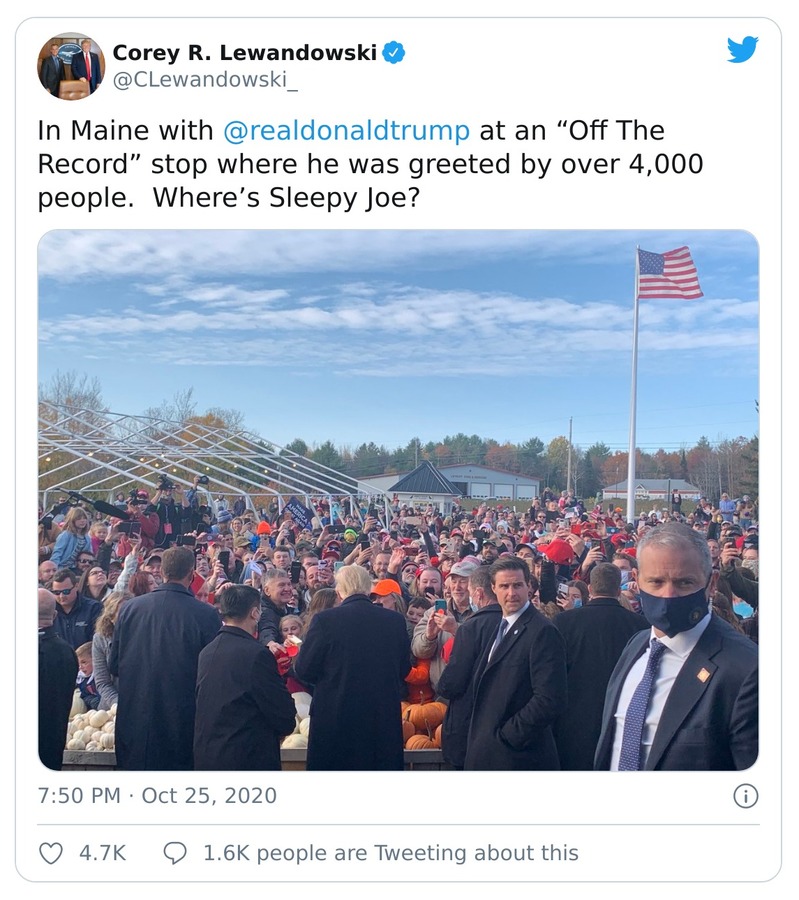 Corey R. Lewandowski
@CLewandowski_
In Maine with @realdonaldtrump at an “Off The
Record” stop where he was greeted by over 4,000
people.  Where’s Sleepy Joe?
7:50 PM · Oct 25, 2020
4.7K
1.6K people are Tweeting about this